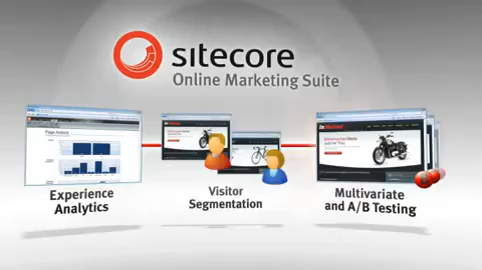 sitecore
Online Marketing Suite
Experience
Analytics
Visitor
Segmentation
Multivariate
and A/B Testing